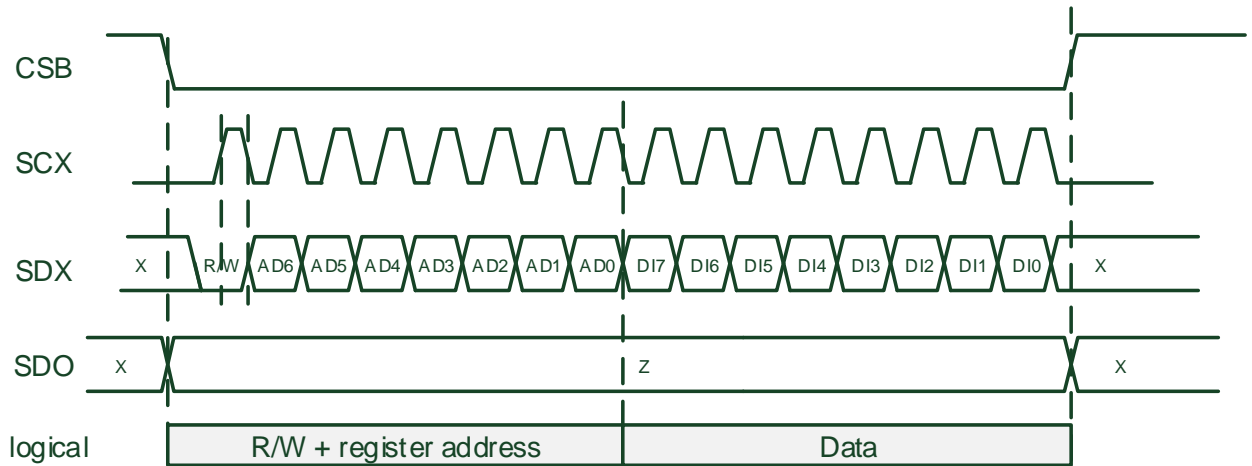 CSB
SCX
SDX X R/W AD6 AD5 AD4 AD3 AD2 AD1 AD0 DI7 DI6 DI5 DI4 DI3 DI2 DI1 DI0 X
SDO X Z X
logical R/W + register address Data